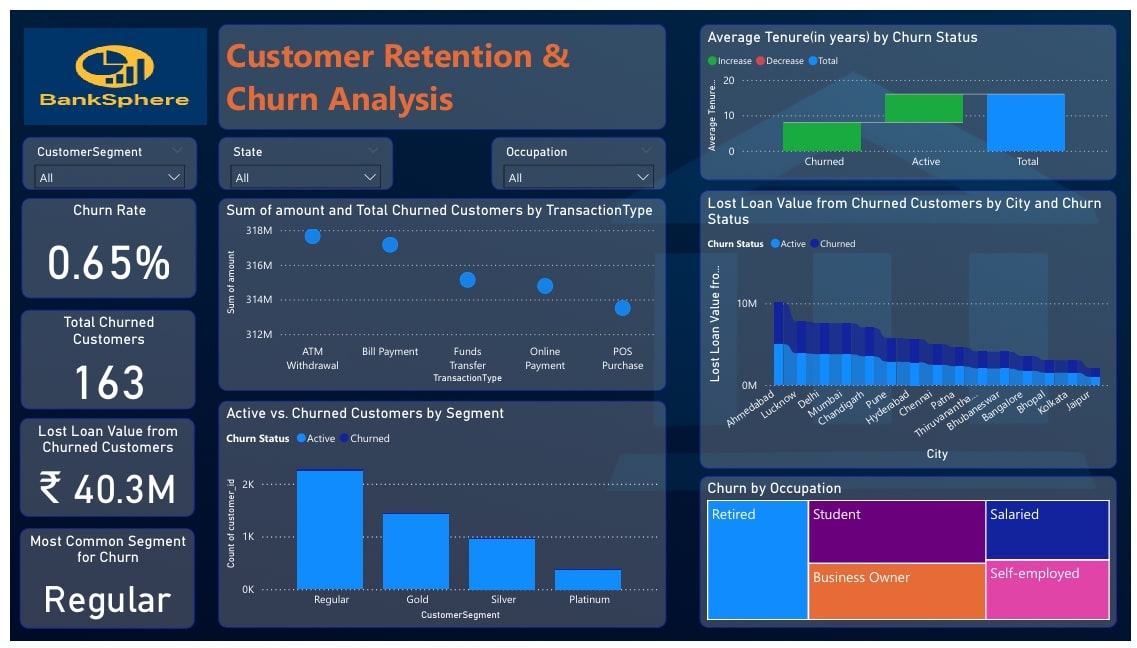 BankSphere
Customer Retention &
Churn Analysis
CustomerSegment
All
State
All
Occupation
All
Churn Rate
0.65%
Total Churned
Customers
163
Lost Loan Value from
Churned Customers
₹ 40.3M
Most Common Segment
for Churn
Regular
Sum of amount and Total Churned Customers by TransactionType
Sum of amount
318M
316M
314M
312M
ATM
Withdrawal
Bill Payment
Funds
Transfer
Online
Payment
POS
Purchase
TransactionType
Active vs. Churned Customers by Segment
Churn Status
Active
Churned
Count of customer_id
2K
1K
0K
Regular
Gold
Silver
Platinum
CustomerSegment
Average Tenure(in years) by Churn Status
Increase
Decrease
Total
Average Tenure...
20
10
0
Churned
Active
Total
Lost Loan Value from Churned Customers by City and Churn
Status
Churn Status
Active
Churned
Lost Loan Value fro...
10M
0M
Ahmedabad
Lucknow
Delhi
Mumbai
Chandigarh
Pune
Hyderabad
Chennai
Patna
Thiruvanantha...
Bhubaneswar
Bangalore
Bhopal
Kolkata
Jaipur
City
Churn by Occupation
Retired
Student
Business Owner
Salaried
Self-employed